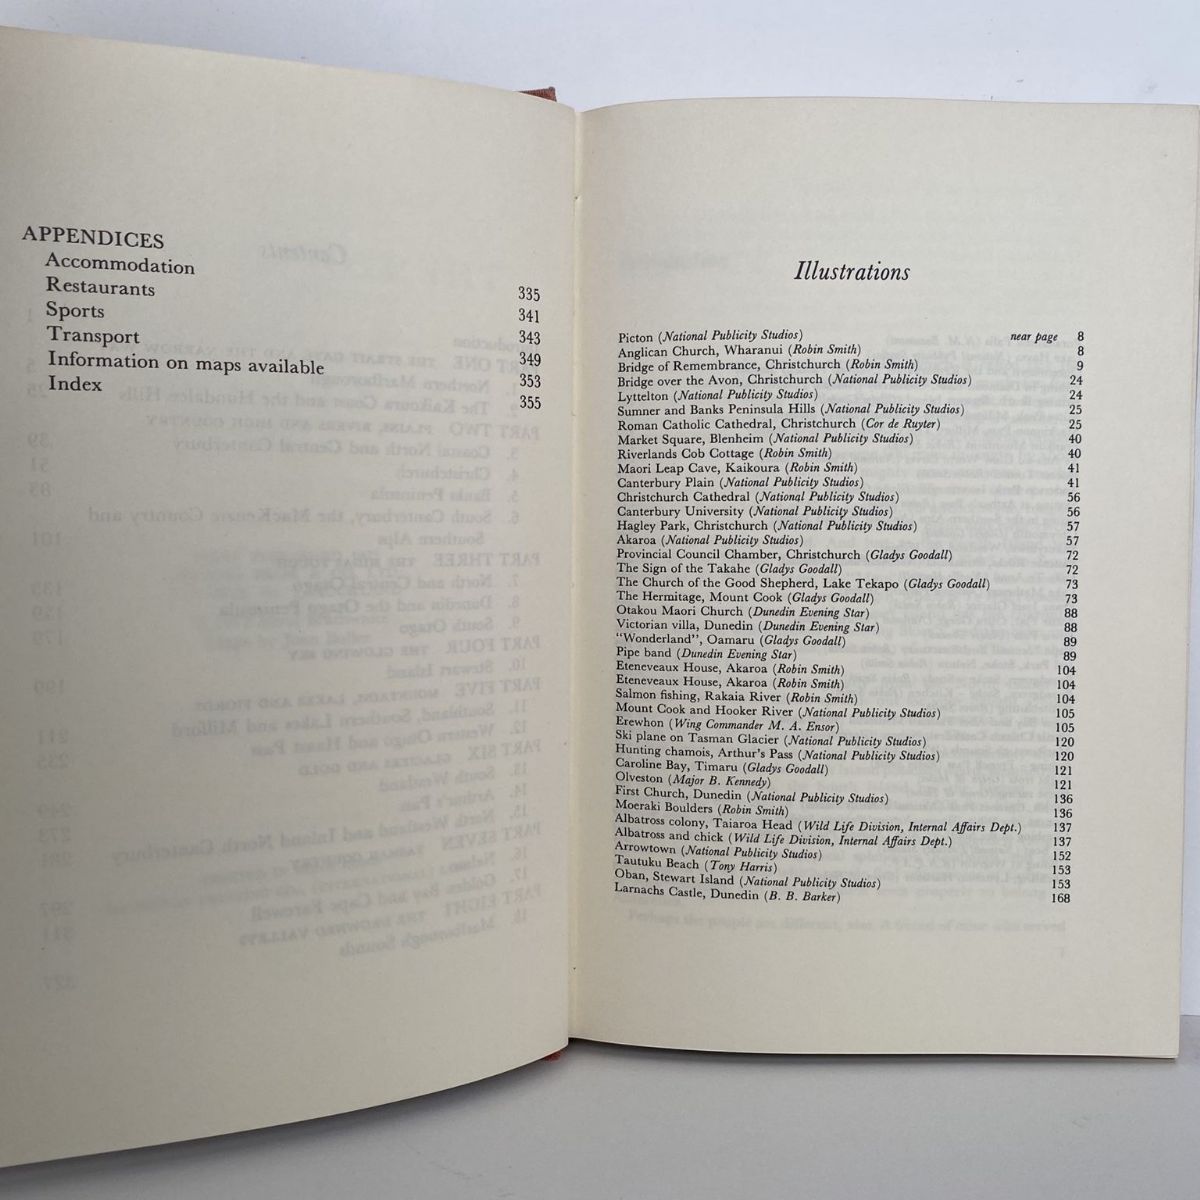 APPENDICES
Accommodation 335
Restaurants 341
Sports 343
Transport 349
Information on maps available 353
Index 355
Illustrations
Picton (National Publicity Studios) near page 8
Anglican Church, Wharanui (Robin Smith) 8
Bridge of Remembrance, Christchurch (Robin Smith) 9
Bridge over the Avon, Christchurch (National Publicity Studios) 24
Lyttelton (National Publicity Studios) 24
Sumner and Banks Peninsula Hills (National Publicity Studios) 25
Roman Catholic Cathedral, Christchurch (Cor de Ruyter) 25
Market Square, Blenheim (National Publicity Studios) 40
Riverlands Cob Cottage (Robin Smith) 40
Maori Leap Cave, Kaikoura (Robin Smith) 41
Canterbury Plain (National Publicity Studios) 41
Christchurch Cathedral (National Publicity Studios) 56
Canterbury University (National Publicity Studios) 56
Hagley Park, Christchurch (National Publicity Studios) 57
Akaroa (National Publicity Studios) 57
Provincial Council Chamber, Christchurch (Gladys Goodall) 72
The Sign of the Takahe (Gladys Goodall) 72
The Church of the Good Shepherd, Lake Tekapo (Gladys Goodall) 73
The Hermitage, Mount Cook (Gladys Goodall) 73
Otakou Maori Church (Dunedin Evening Star) 88
Victorian villa, Dunedin (Dunedin Evening Star) 88
"Wonderland", Oamaru (Gladys Goodall) 89
Pipe band (Dunedin Evening Star) 89
Eteneveaux House, Akaroa (Robin Smith) 104
Eteneveaux House, Akaroa (Robin Smith) 104
Salmon fishing, Rakaia River (Robin Smith) 104
Mount Cook and Hooker River (National Publicity Studios) 105
Erewhon (Wing Commander M. A. Ensor) 105
Ski plane on Tasman Glacier (National Publicity Studios) 120
Hunting chamois, Arthur's Pass (National Publicity Studios) 120
Caroline Bay, Timaru (Gladys Goodall) 121
Olveston (Major B. Kennedy) 121
First Church, Dunedin (National Publicity Studios) 136
Moeraki Boulders (Robin Smith) 136
Albatross colony, Taiaroa Head (Wild Life Division, Internal Affairs Dept.) 137
Albatross and chick (Wild Life Division, Internal Affairs Dept.) 137
Arrowtown (National Publicity Studios) 152
Tautuku Beach (Tony Harris) 153
Oban, Stewart Island (National Publicity Studios) 153
Larnachs Castle, Dunedin (B. B. Barker) 168